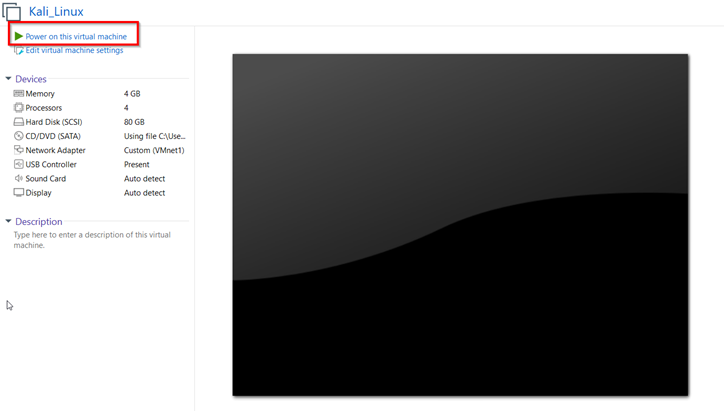 Kali_Linux
Power on this virtual machine
Edit virtual machine settings
Devices
Memory 4 GB
Processors 4
Hard Disk (SCSI) 80 GB
CD/DVD (SATA) Using file C:\Use...
Network Adapter Custom (VMnet1)
USB Controller Present
Sound Card Auto detect
Display Auto detect
Description
Type here to enter a description of this virtual
machine.